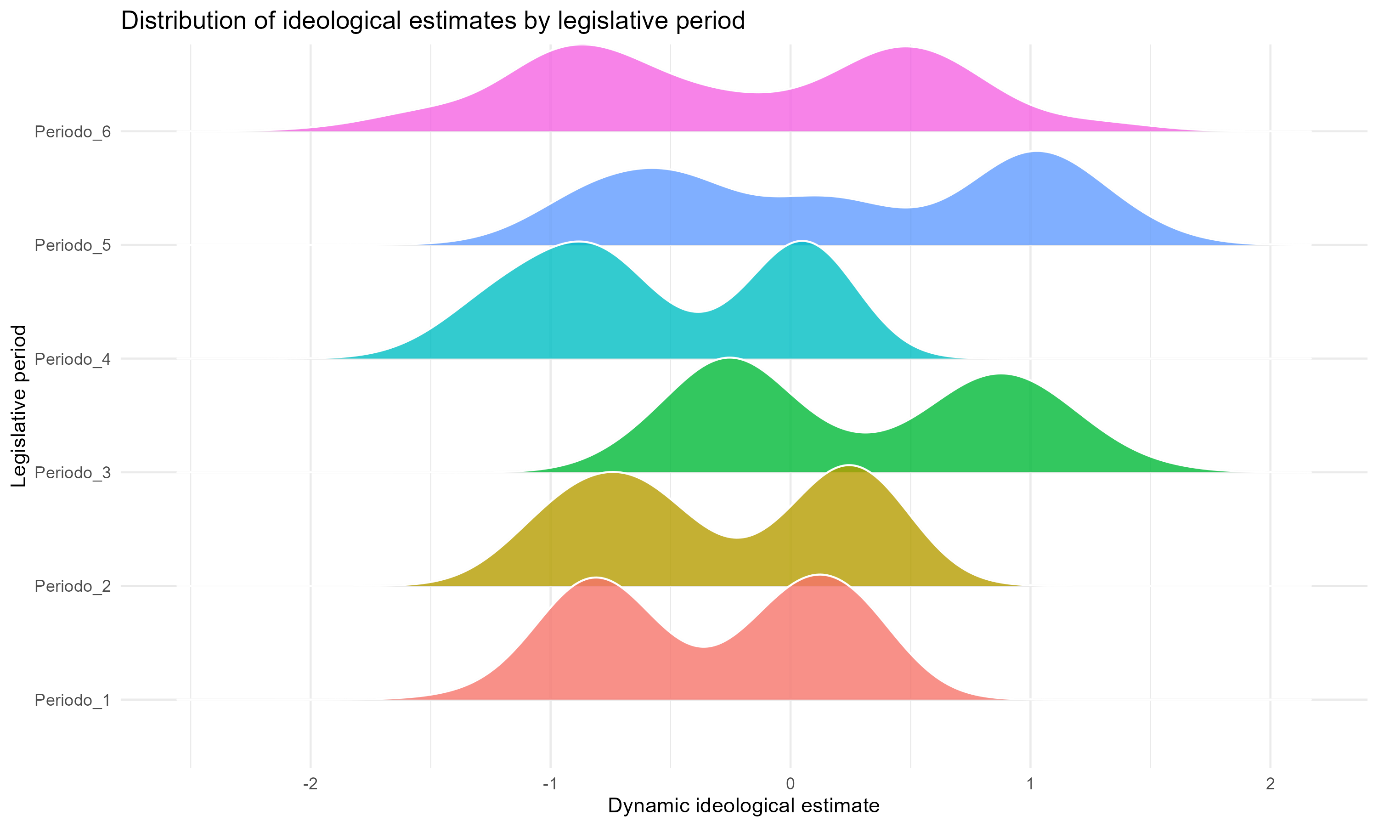 Distribution of ideological estimates by legislative period
Legislative period
Periodo_6
Periodo_5
Periodo_4
Periodo_3
Periodo_2
Periodo_1
-2 -1 0 1 2
Dynamic ideological estimate